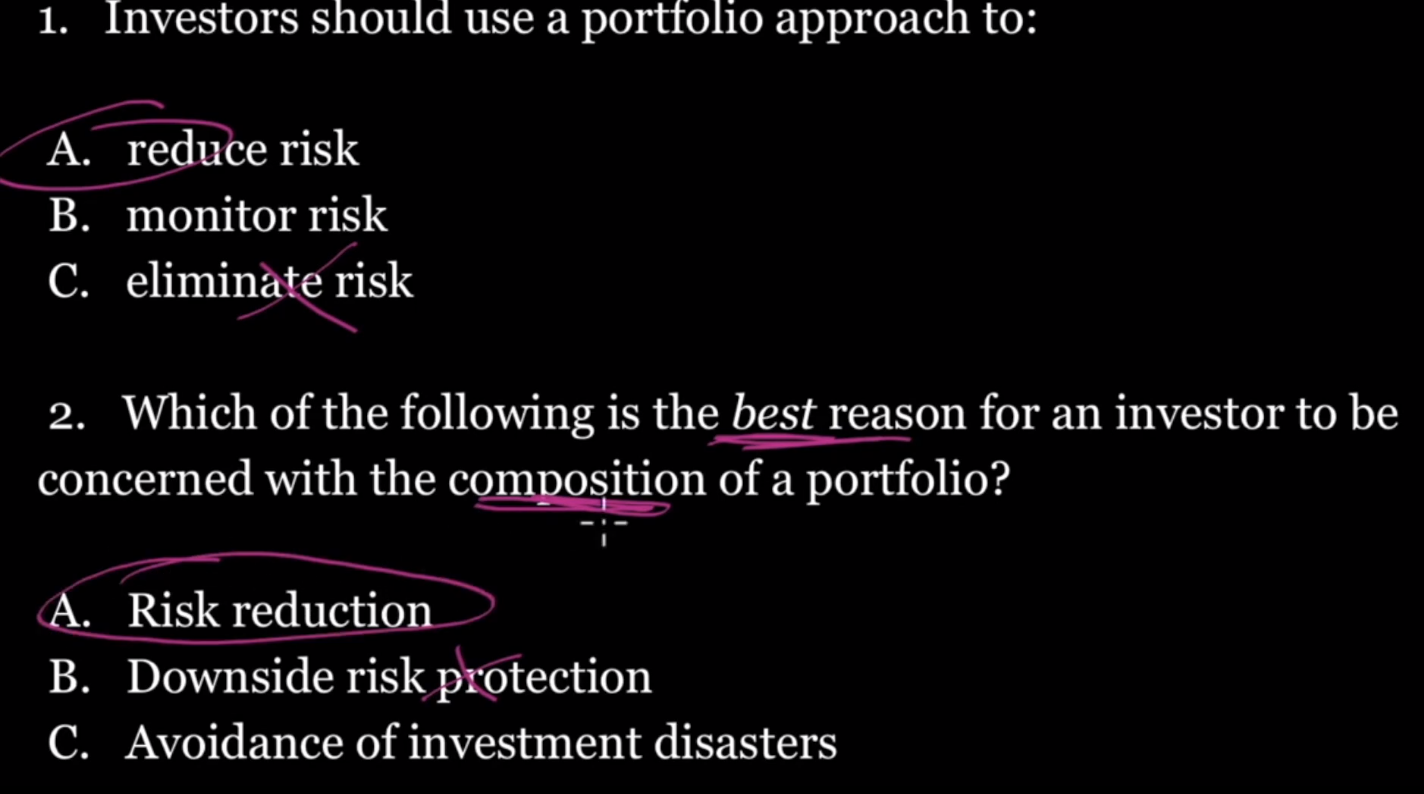 1. Investors should use a portfolio approach to:
A. reduce risk
B. monitor risk
C. eliminate risk
2. Which of the following is the best reason for an investor to be
concerned with the composition of a portfolio?
A. Risk reduction
B. Downside risk protection
C. Avoidance of investment disasters